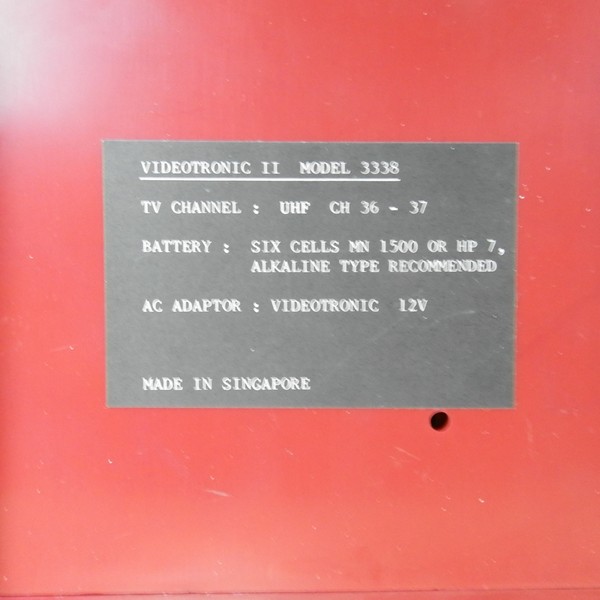 VIDEOTRONIC II MODEL 3338
TV CHANNEL : UHF CH 36 - 37
BATTERY : SIX CELLS MN 1500 OR HP 7,
ALKALINE TYPE RECOMMENDED
AC ADAPTOR : VIDEOTRONIC 12V
MADE IN SINGAPORE